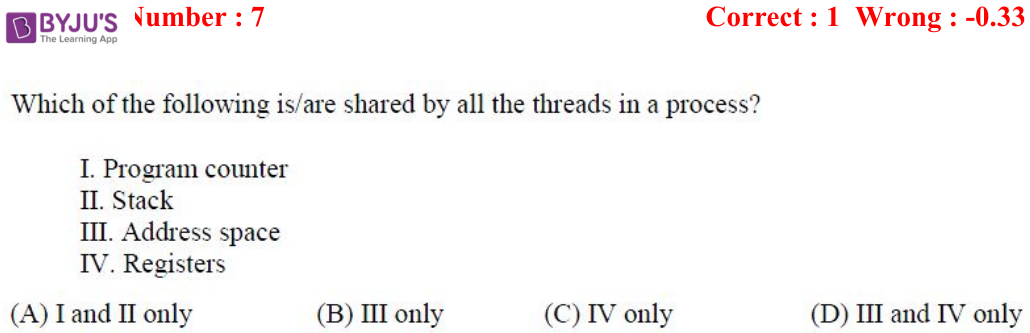 BYJU'S
The Learning App
Number : 7 Correct : 1 Wrong : -0.33
Which of the following is/are shared by all the threads in a process?
I. Program counter
II. Stack
III. Address space
IV. Registers
(A) I and II only (B) III only (C) IV only (D) III and IV only